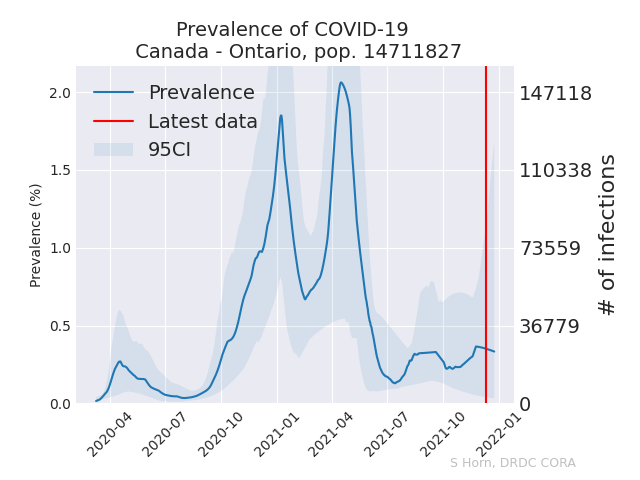 Prevalence of COVID-19
Canada - Ontario, pop. 14711827
Prevalence
Latest data
95CI
2.0
1.5
1.0
0.5
0.0
Prevalence (%)
147118
110338
73559
36779
0
# of infections
2020-04
2020-07
2020-10
2021-01
2021-04
2021-07
2021-10
2022-01
S Horn, DRDC CORA